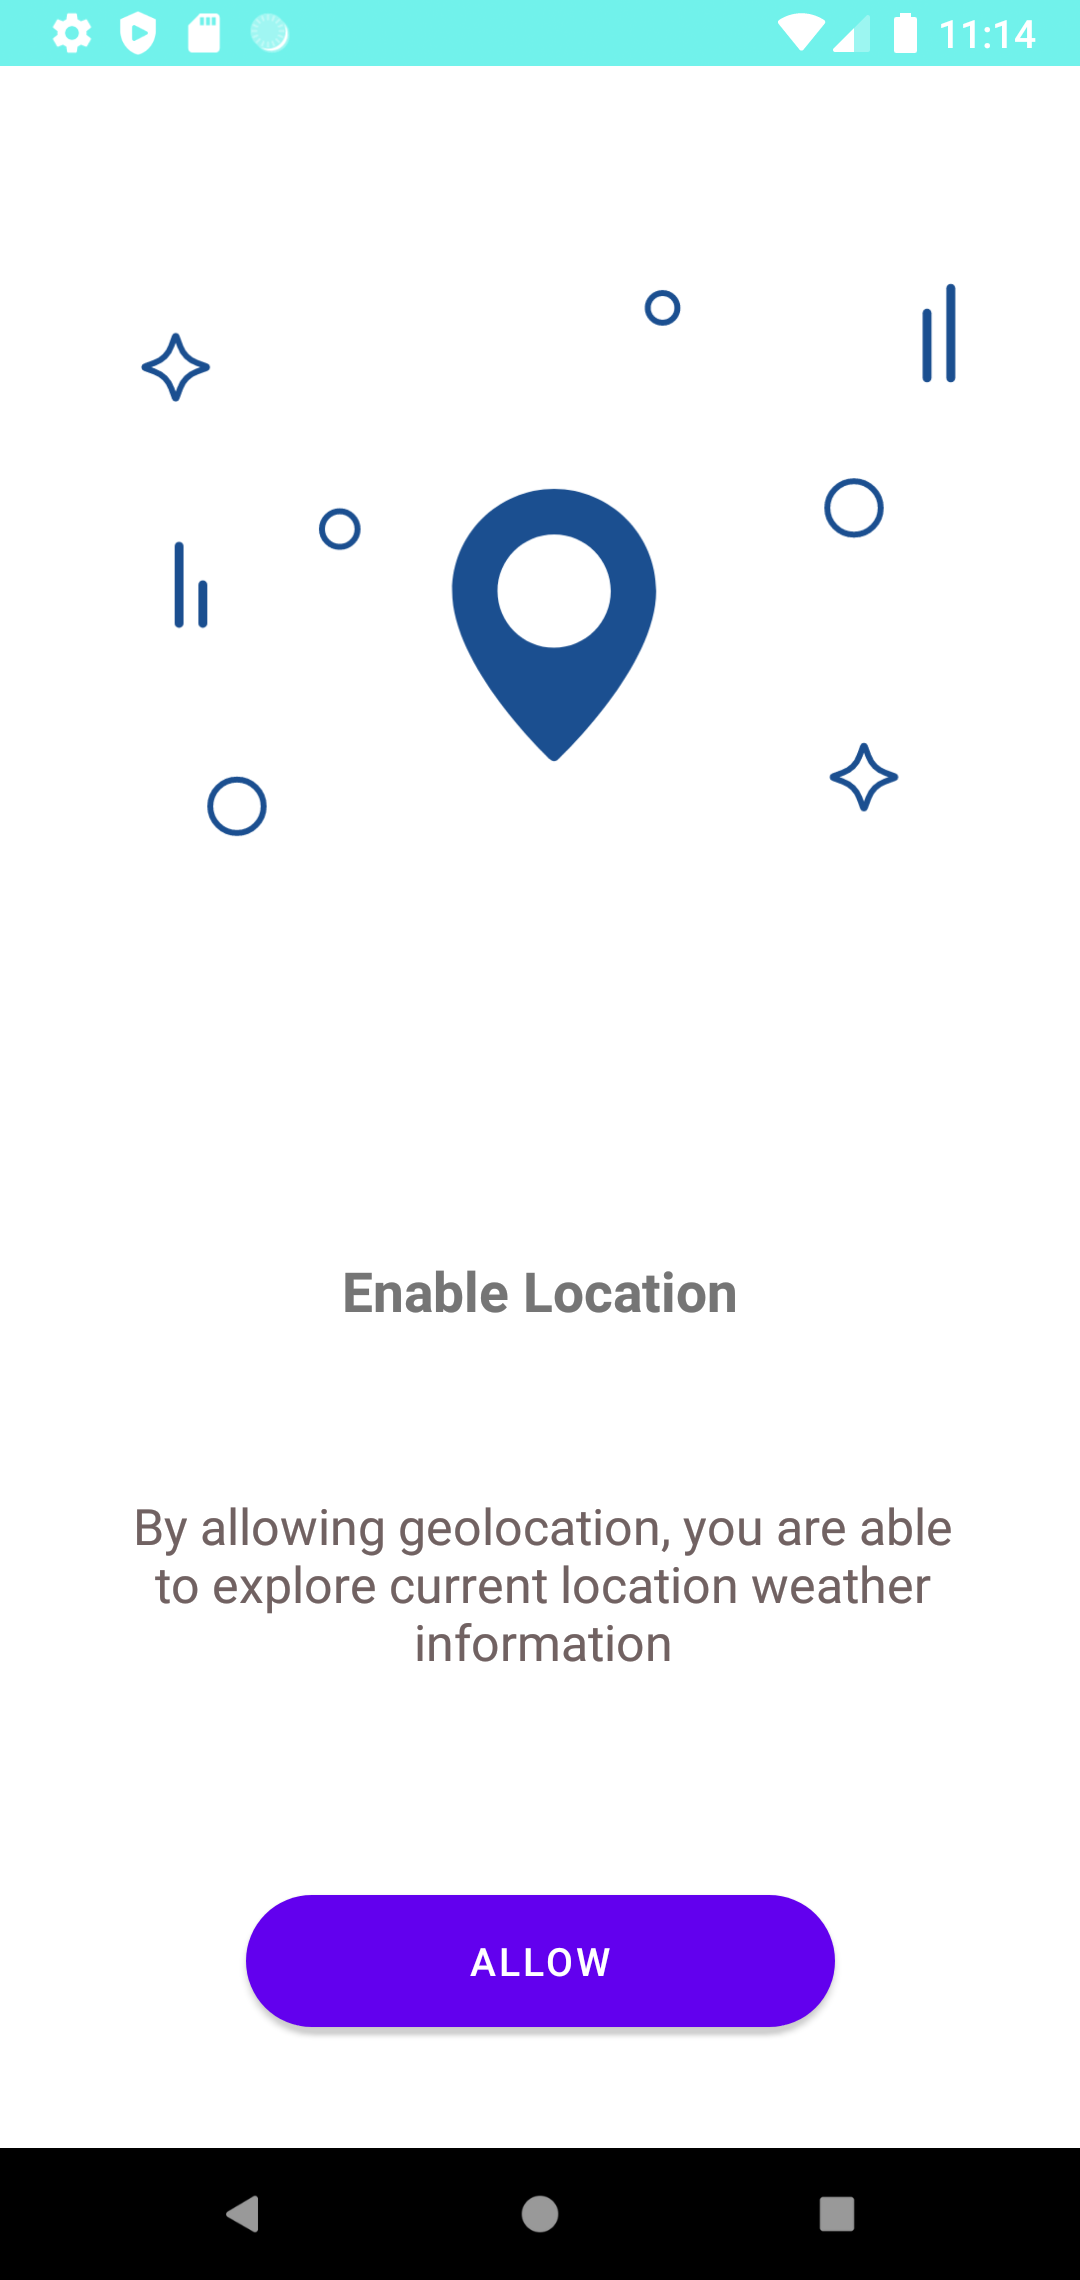 11:14
Enable Location
By allowing geolocation, you are able
to explore current location weather
information
ALLOW